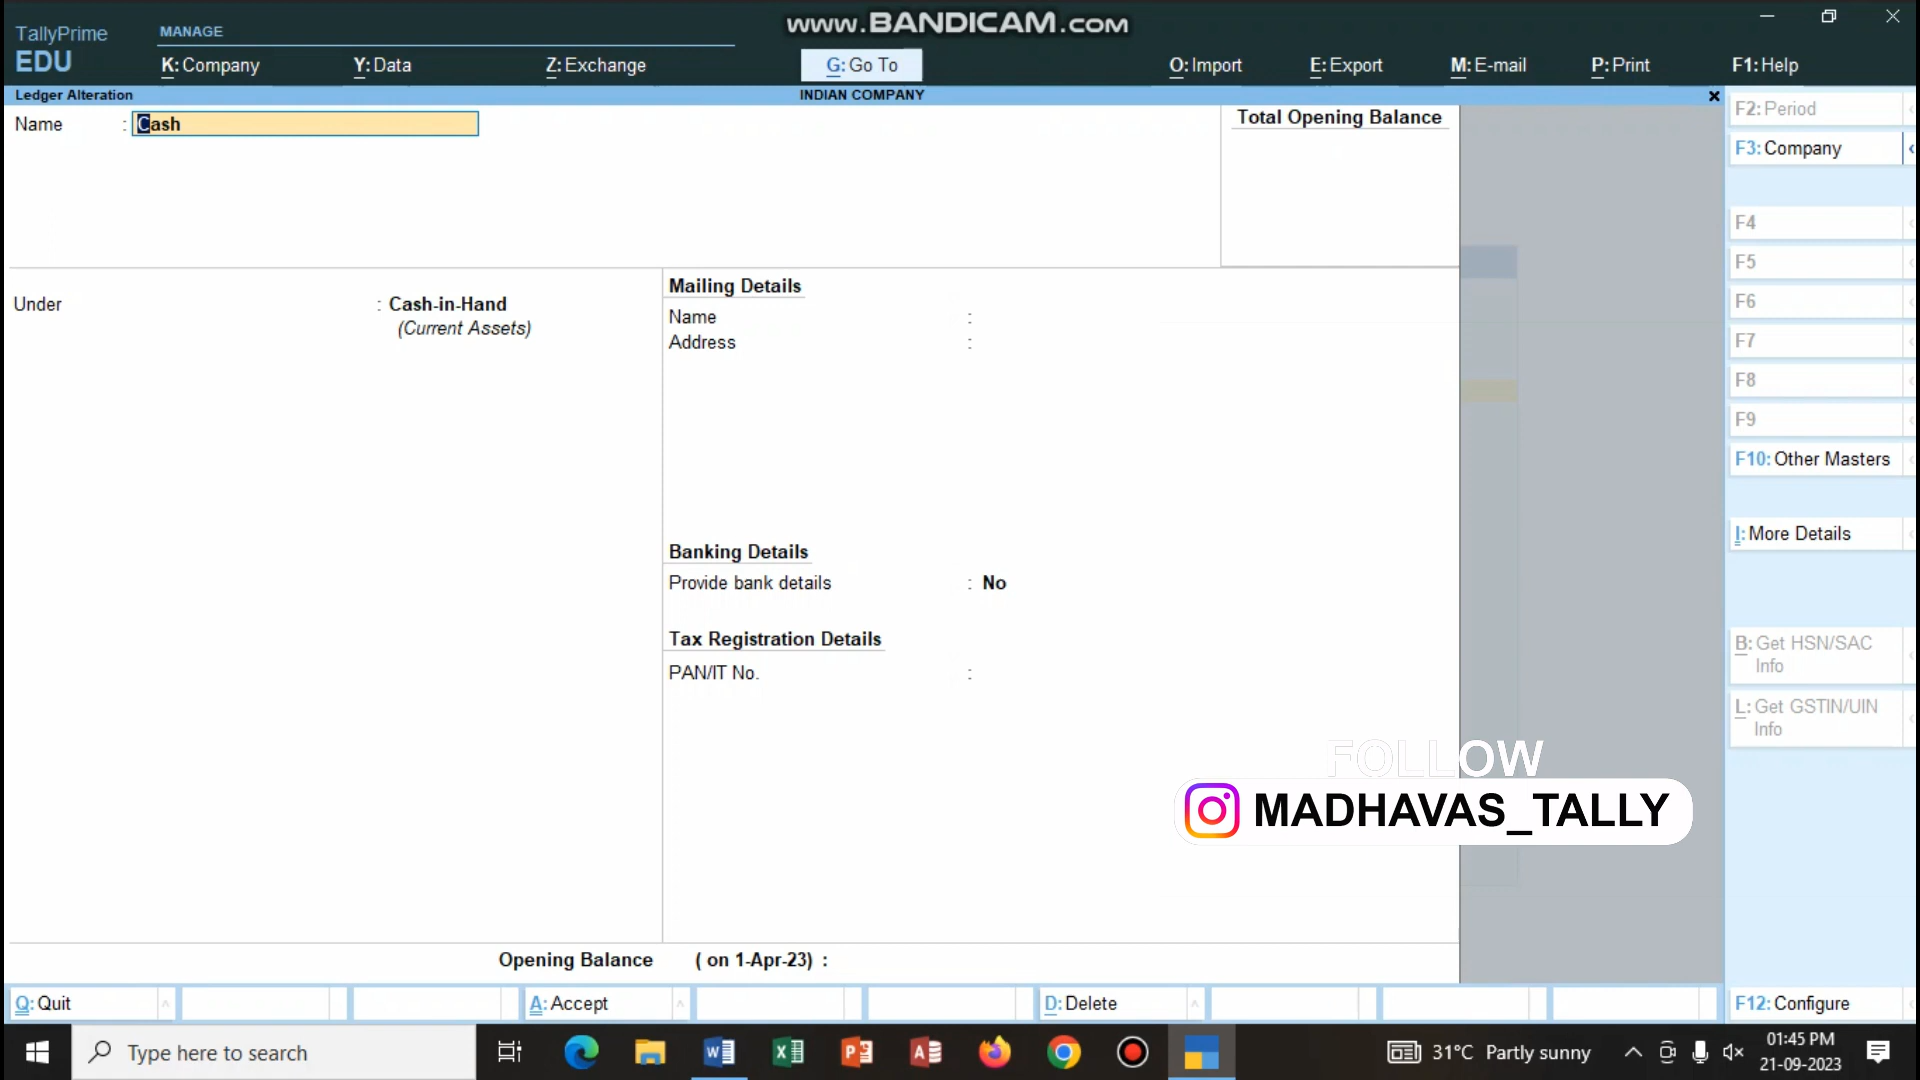 www.BANDICAM.com
TallyPrime
EDU
MANAGE
K: Company
Y: Data
Z: Exchange
G: Go To
O: Import
E: Export
M: E-mail
P: Print
F1: Help
Ledger Alteration
INDIAN COMPANY
Name : Cash
Total Opening Balance
Under : Cash-in-Hand
(Current Assets)
Mailing Details
Name :
Address :
Banking Details
Provide bank details : No
Tax Registration Details
PAN/IT No. :
Opening Balance ( on 1-Apr-23) :
F2: Period
F3: Company
F4
F5
F6
F7
F8
F9
F10: Other Masters
I: More Details
B: Get HSN/SAC
Info
L: Get GSTIN/UIN
Info
FOLLOW
MADHAVAS_TALLY
Q: Quit
A: Accept
D: Delete
F12: Configure
Type here to search
31°C Partly sunny
01:45 PM
21-09-2023